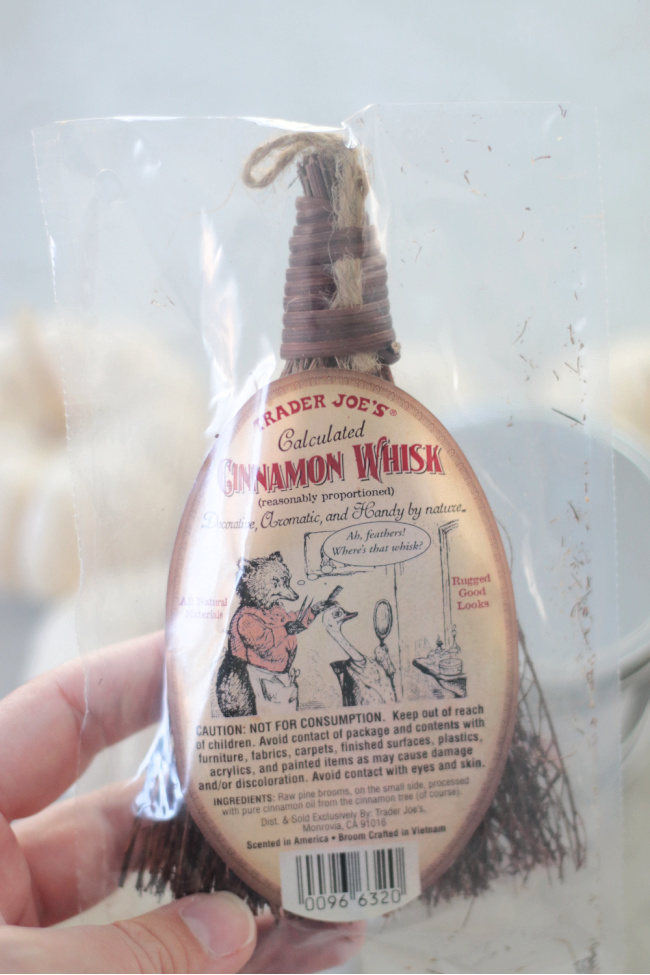 TRADER JOE'S®
Calculated
CINNAMON WHISK
(reasonably proportioned)
Decorative, Aromatic, and Handy by nature.
Ah, feathers!
Where's that whisk?
All Natural
Materials
Rugged
Good
Looks
CAUTION: NOT FOR CONSUMPTION. Keep out of reach
of children. Avoid contact of package and contents with
furniture, fabrics, carpets, finished surfaces, plastics,
acrylics, and painted items as may cause damage
and/or discoloration. Avoid contact with eyes and skin.
INGREDIENTS: Raw pine brooms, on the small side, processed
with pure cinnamon oil from the cinnamon tree (of course).
Dist. & Sold Exclusively By: Trader Joe's,
Monrovia, CA 91016
Scented in America • Broom Crafted in Vietnam
0096 6320